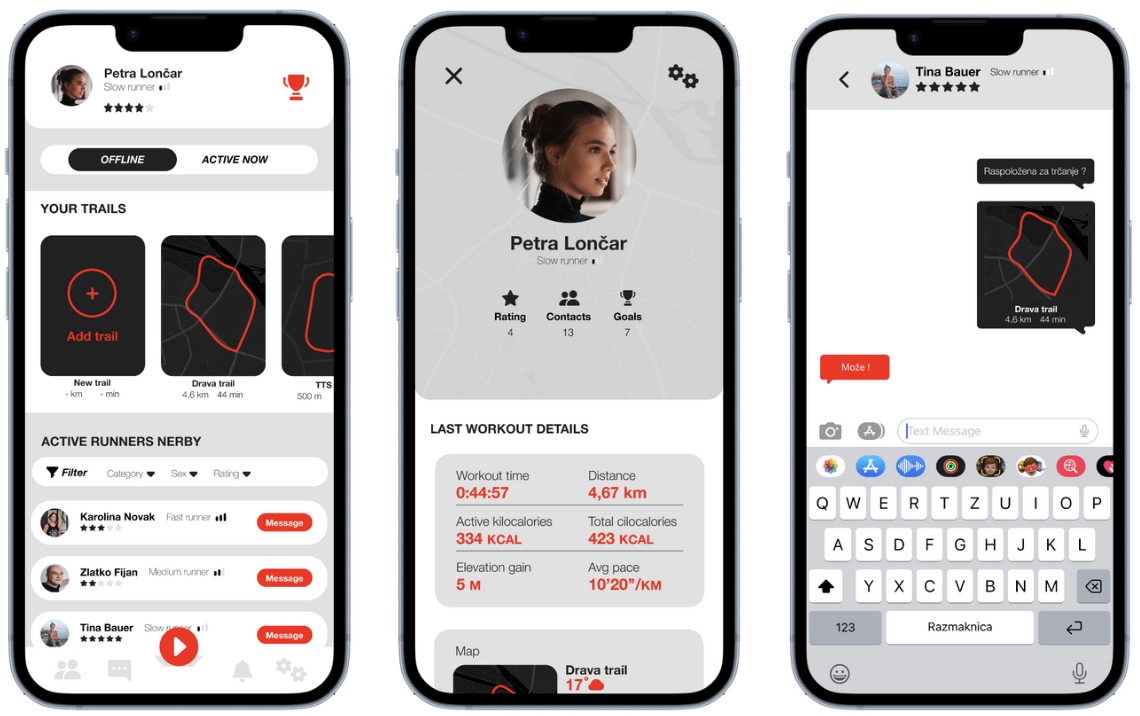 Petra Lončar
Slow runner
OFFLINE
ACTIVE NOW
YOUR TRAILS
+
Add trail
New trail
- km - min
Drava trail
4,6 km 44 min
TTS
500 m
ACTIVE RUNNERS NERBY
Filter Category Sex Rating
Karolina Novak Fast runner
Message
Zlatko Fijan Medium runner
Message
Tina Bauer Slow runner
Message
Petra Lončar
Slow runner
Rating Contacts Goals
4 13 7
LAST WORKOUT DETAILS
Workout time Distance
0:44:57 4,67 km
Active kilocalories Total cilocalories
334 KCAL 423 KCAL
Elevation gain Avg pace
5 M 10’20”/KM
Map
Drava trail
17°
Tina Bauer Slow runner
Raspoložena za trčanje ?
Drava trail
4,6 km 44 min
Može !
Text Message
Q W E R T Z U I O P
A S D F G H J K L
Y X C V B N M
123 Razmaknica